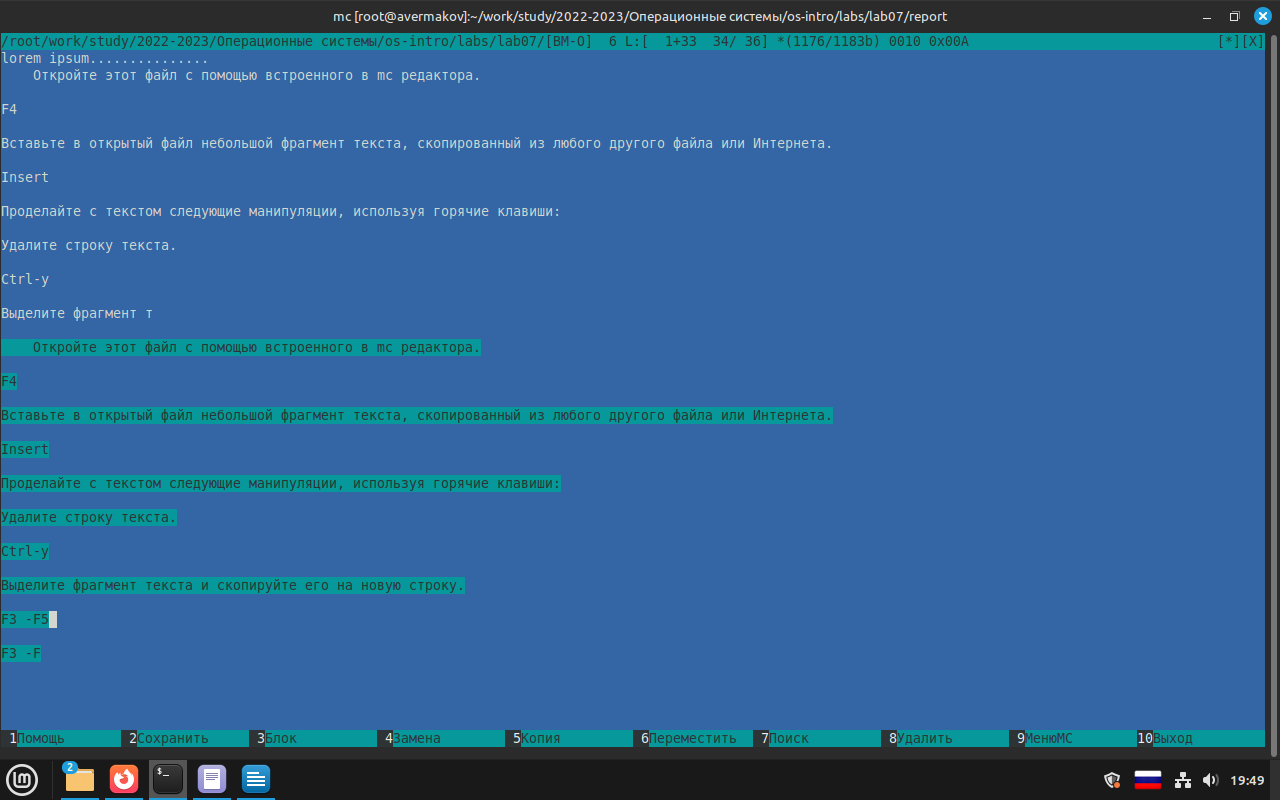 mc [root@avermakov]:~/work/study/2022-2023/Операционные системы/os-intro/labs/lab07/report
/root/work/study/2022-2023/Операционные системы/os-intro/labs/lab07/[BM-O]  6 L:[  1+33  34/ 36] *(1176/1183b) 0010 0x00A [*][X]
lorem ipsum...............
Откройте этот файл с помощью встроенного в mc редактора.
F4
Вставьте в открытый файл небольшой фрагмент текста, скопированный из любого другого файла или Интернета.
Insert
Проделайте с текстом следующие манипуляции, используя горячие клавиши:
Удалите строку текста.
Ctrl-y
Выделите фрагмент т
Откройте этот файл с помощью встроенного в mc редактора.
F4
Вставьте в открытый файл небольшой фрагмент текста, скопированный из любого другого файла или Интернета.
Insert
Проделайте с текстом следующие манипуляции, используя горячие клавиши:
Удалите строку текста.
Ctrl-y
Выделите фрагмент текста и скопируйте его на новую строку.
F3 -F5
F3 -F
1Помощь 2Сохранить 3Блок 4Замена 5Копия 6Переместить 7Поиск 8Удалить 9МенюMC 10Выход
2
$_
19:49